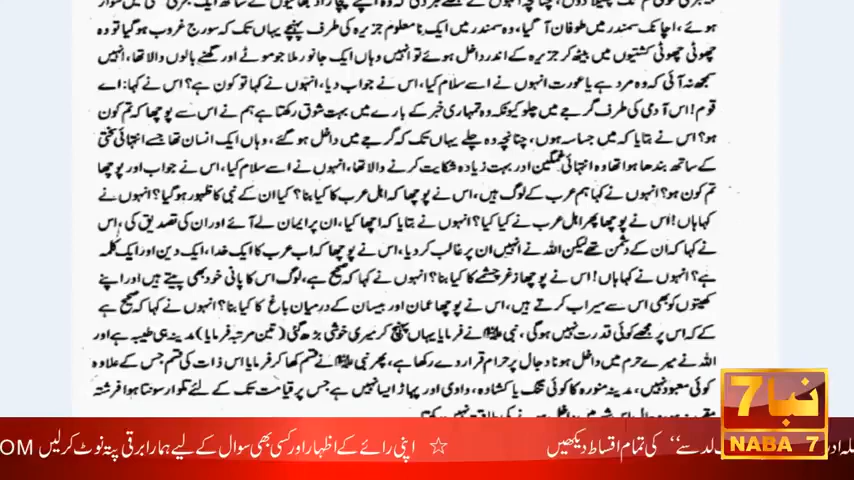 ہوئے، اچانک سمندر میں طوفان آ گیا، وہ سمندر میں ایک نامعلوم جزیرہ کی طرف پہنچے یہاں تک کہ سورج غروب ہو گیا تو وہ
چھوٹی چھوٹی کشتیوں میں بیٹھ کر جزیرہ کے اندر داخل ہوئے تو انہیں وہاں ایک جانور ملا جو موٹے اور گھنے بالوں والا تھا، انہیں
سمجھ نہ آئی کہ وہ مرد ہے یا عورت انہوں نے اسے سلام کیا، اس نے جواب دیا، انہوں نے کہا تو کون ہے؟ اس نے کہا: اے
قوم! اس آدمی کی طرف گرجے میں چلو کیونکہ وہ تمہاری خبر کے بارے میں بہت شوق رکھتا ہے ہم نے اس سے پوچھا کہ تم کون
ہو؟ اس نے بتایا کہ میں جساسہ ہوں، چنانچہ وہ چلے یہاں تک کہ گرجے میں داخل ہو گئے، وہاں ایک انسان تھا جسے انتہائی سختی
کے ساتھ بندھا ہوا تھا وہ انتہائی غمگین اور بہت زیادہ شکایت کرنے والا تھا، انہوں نے اسے سلام کیا، اس نے جواب اور پوچھا
تم کون ہو؟ انہوں نے کہا ہم عرب کے لوگ ہیں، اس نے پوچھا کہ اہل عرب کا کیا بنا؟ کیا ان کے نبی کا ظہور ہو گیا؟ انہوں نے
کہا ہاں! اس نے پوچھا پھر اہل عرب نے کیا کیا؟ انہوں نے بتایا کہ اچھا کیا، ان پر ایمان لے آئے اور ان کی تصدیق کی، اس
نے کہا کہ ان کے دشمن تھے لیکن اللہ نے انہیں ان پر غالب کر دیا، اس نے پوچھا کہ اب عرب کا ایک خدا، ایک دین اور ایک کلمہ
ہے؟ انہوں نے کہا ہاں! اس نے پوچھا زغر چشمے کا کیا بنا؟ انہوں نے کہا کہ صحیح ہے، لوگ اس کا پانی خود بھی پیتے ہیں اور اپنے
کھیتوں کو بھی اس سے سیراب کرتے ہیں، اس نے پوچھا عمان اور بیسان کے درمیان باغ کا کیا بنا؟ انہوں نے کہا کہ صحیح ہے
کے کہ اس پر مجھے کوئی قدرت نہیں ہوگی، نبی ﷺ نے فرمایا یہاں پہنچ کر میری خوشی بڑھ گئی (تین مرتبہ فرمایا) مدینہ ہی طیبہ ہے اور
اللہ نے میرے حرم میں داخل ہونا دجال پر حرام قرار دے رکھا ہے، پھر نبی ﷺ نے قسم کھا کر فرمایا اس ذات کی قسم جس کے علاوہ
کوئی معبود نہیں، مدینہ منورہ کا کوئی تنگ یا کشادہ، وادی اور پہاڑ ایسا نہیں ہے جس پر قیامت تک کے لئے تلوار سونتا ہوا فرشتہ
نبا 7
NABA 7
لد سے“ کی تمام اقساط دیکھیں ☆ اپنی رائے کے اظہار اور کسی بھی سوال کے لیے ہمارا برقی پتہ نوٹ کر لیں OM